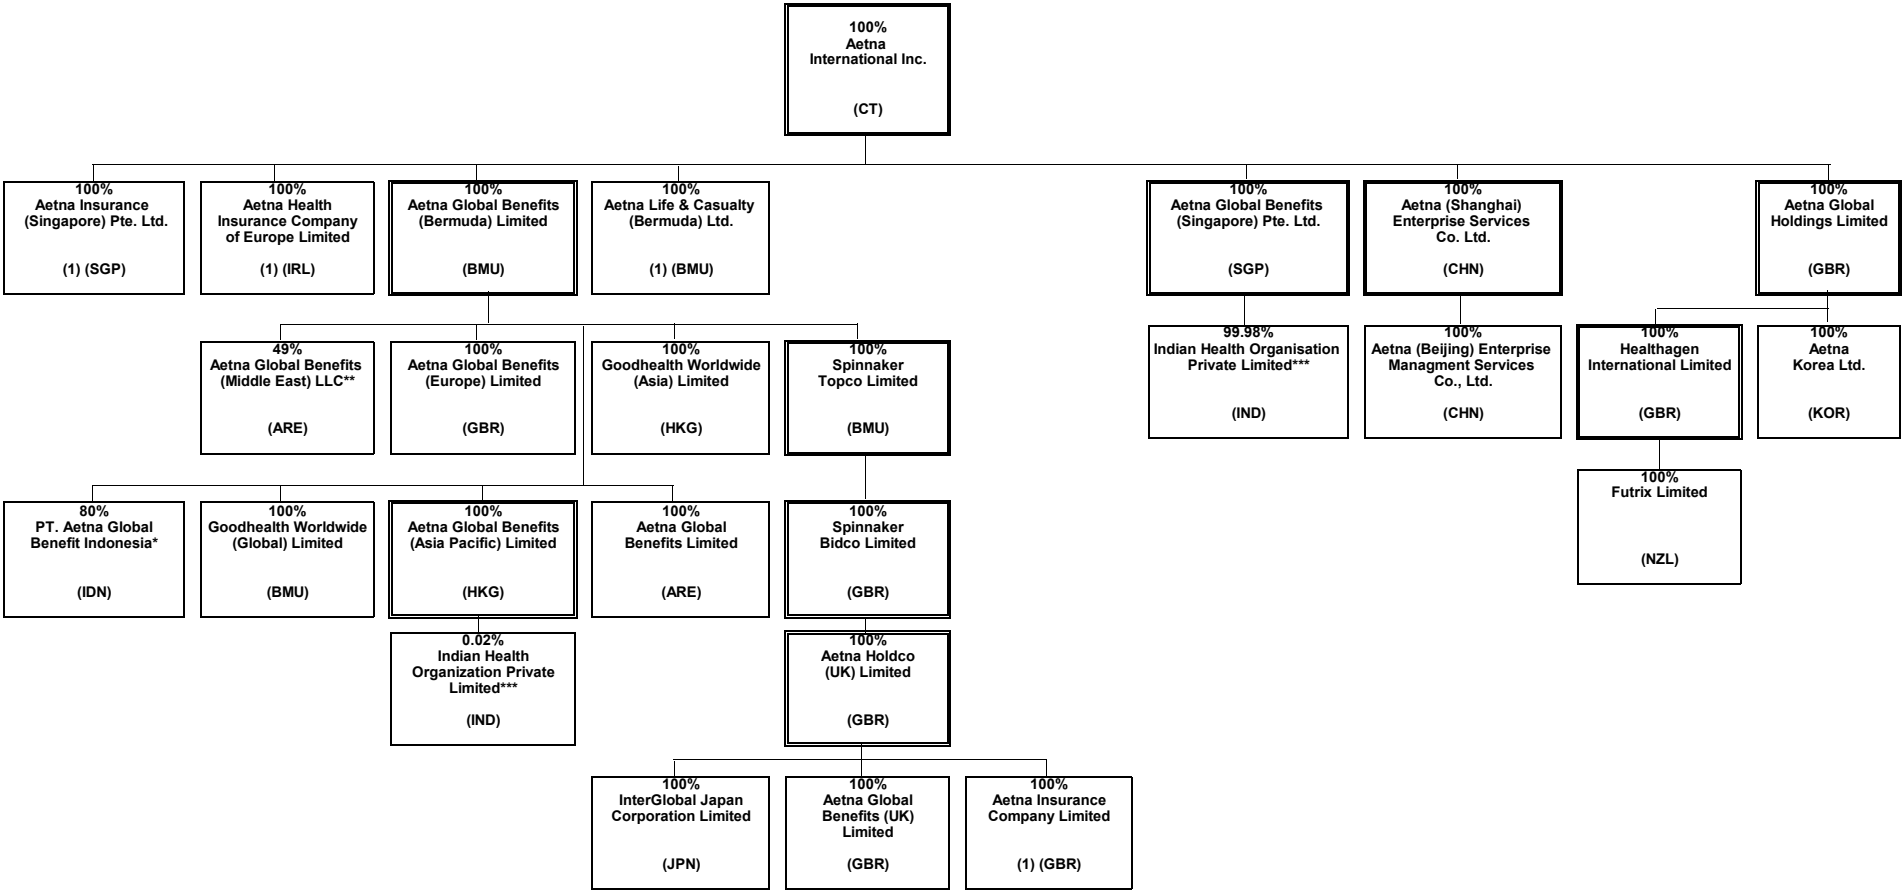 100%
Aetna
International Inc.
(CT)
100%
Aetna Insurance
(Singapore) Pte. Ltd.
(1) (SGP)
100%
Aetna Health
Insurance Company
of Europe Limited
(1) (IRL)
100%
Aetna Global Benefits
(Bermuda) Limited
(BMU)
100%
Aetna Life & Casualty
(Bermuda) Ltd.
(1) (BMU)
100%
Aetna Global Benefits
(Singapore) Pte. Ltd.
(SGP)
100%
Aetna (Shanghai)
Enterprise Services
Co. Ltd.
(CHN)
100%
Aetna Global
Holdings Limited
(GBR)
49%
Aetna Global Benefits
(Middle East) LLC**
(ARE)
100%
Aetna Global Benefits
(Europe) Limited
(GBR)
100%
Goodhealth Worldwide
(Asia) Limited
(HKG)
100%
Spinnaker
Topco Limited
(BMU)
99.98%
Indian Health Organisation
Private Limited***
(IND)
100%
Aetna (Beijing) Enterprise
Managment Services
Co., Ltd.
(CHN)
100%
Healthagen
International Limited
(GBR)
100%
Aetna
Korea Ltd.
(KOR)
100%
Futrix Limited
(NZL)
80%
PT. Aetna Global
Benefit Indonesia*
(IDN)
100%
Goodhealth Worldwide
(Global) Limited
(BMU)
100%
Aetna Global Benefits
(Asia Pacific) Limited
(HKG)
100%
Aetna Global
Benefits Limited
(ARE)
100%
Spinnaker
Bidco Limited
(GBR)
0.02%
Indian Health
Organization Private
Limited***
(IND)
100%
Aetna Holdco
(UK) Limited
(GBR)
100%
InterGlobal Japan
Corporation Limited
(JPN)
100%
Aetna Global
Benefits (UK)
Limited
(GBR)
100%
Aetna Insurance
Company Limited
(1) (GBR)